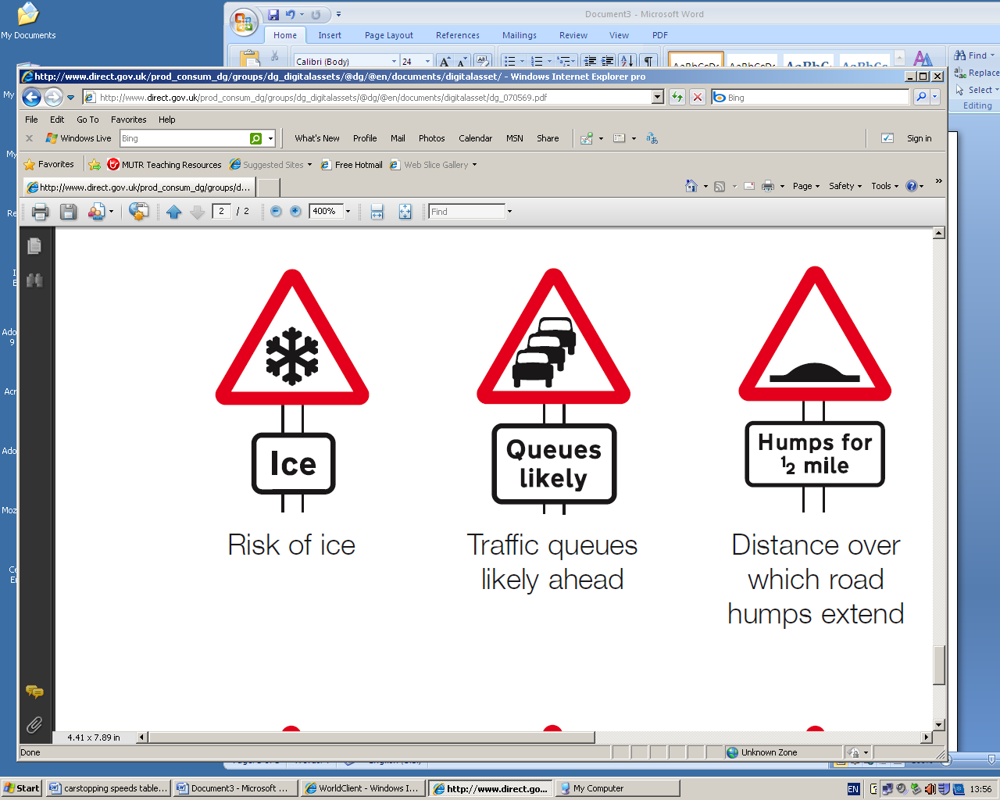 My Documents
Document3 - Microsoft Word
Home Insert Page Layout References Mailings Review View PDF
Calibri (Body) 24
Find
Replace
Select
Editing
http://www.direct.gov.uk/prod_consum_dg/groups/dg_digitalassets/@dg/@en/documents/digitalasset/ - Windows Internet Explorer pro
http://www.direct.gov.uk/prod_consum_dg/groups/dg_digitalassets/@dg/@en/documents/digitalasset/dg_070569.pdf
Bing
File Edit Go To Favorites Help
Windows Live Bing What's New Profile Mail Photos Calendar MSN Share Sign in
Favorites MUTR Teaching Resources Suggested Sites Free Hotmail Web Slice Gallery
http://www.direct.gov.uk/prod_consum_dg/groups/d...
Page Safety Tools
2 / 2 400% Find
Ice
Risk of ice
Queues
likely
Traffic queues
likely ahead
Humps for
½ mile
Distance over
which road
humps extend
4.41 x 7.89 in
Done Unknown Zone
Start carstopping speeds table... Document3 - Microsoft ... WorldClient - Windows I... http://www.direct.go... My Computer EN 13:56